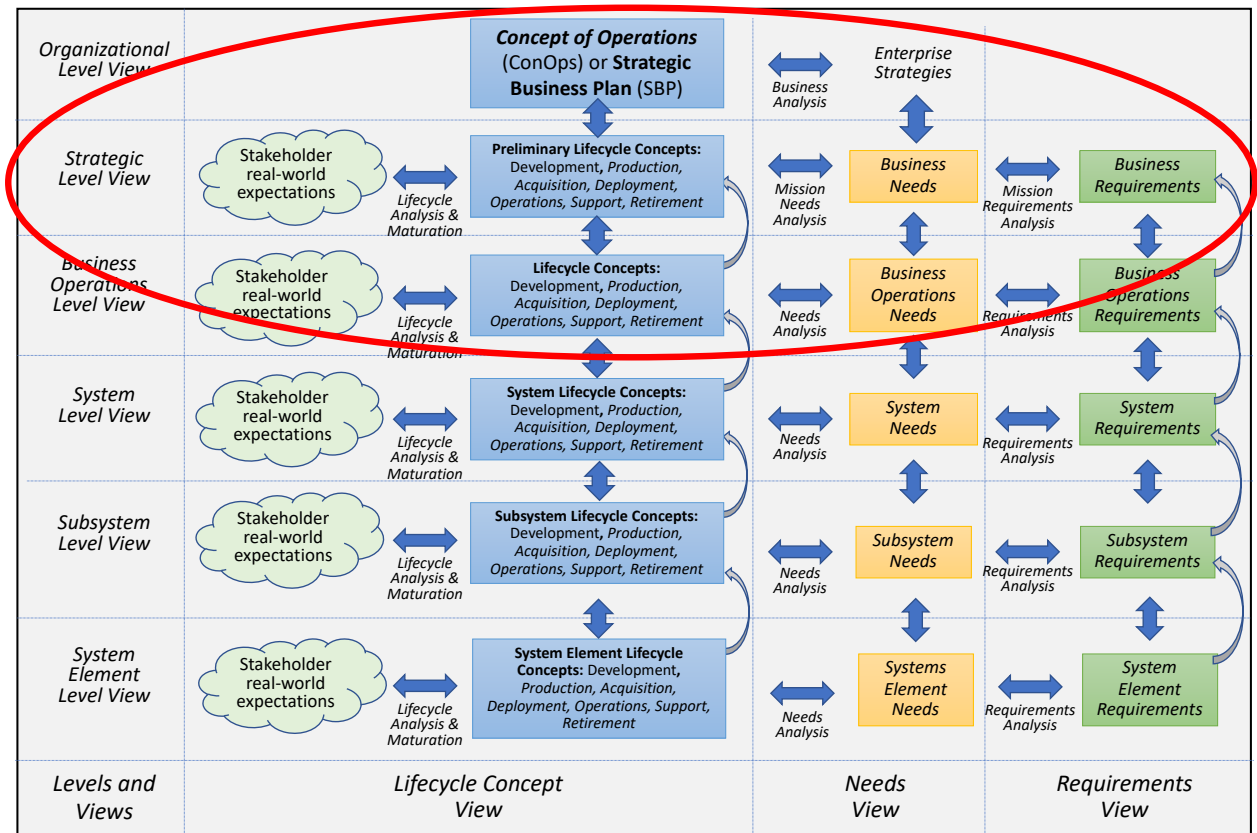 Organizational
Level View
Concept of Operations
(ConOps) or Strategic
Business Plan (SBP)
Business
Analysis
Enterprise
Strategies
Strategic
Level View
Stakeholder
real-world
expectations
Lifecycle
Analysis &
Maturation
Preliminary Lifecycle Concepts:
Development, Production,
Acquisition, Deployment,
Operations, Support, Retirement
Mission
Needs
Analysis
Business
Needs
Mission
Requirements
Analysis
Business
Requirements
Business
Operations
Level View
Stakeholder
real-world
expectations
Lifecycle
Analysis &
Maturation
Lifecycle Concepts:
Development, Production,
Acquisition, Deployment,
Operations, Support, Retirement
Needs
Analysis
Business
Operations
Needs
Requirements
Analysis
Business
Operations
Requirements
System
Level View
Stakeholder
real-world
expectations
Lifecycle
Analysis &
Maturation
System Lifecycle Concepts:
Development, Production,
Acquisition, Deployment,
Operations, Support, Retirement
Needs
Analysis
System
Needs
Requirements
Analysis
System
Requirements
Subsystem
Level View
Stakeholder
real-world
expectations
Lifecycle
Analysis &
Maturation
Subsystem Lifecycle Concepts:
Development, Production,
Acquisition, Deployment,
Operations, Support, Retirement
Needs
Analysis
Subsystem
Needs
Requirements
Analysis
Subsystem
Requirements
System
Element
Level View
Stakeholder
real-world
expectations
Lifecycle
Analysis &
Maturation
System Element Lifecycle
Concepts: Development,
Production, Acquisition,
Deployment, Operations, Support,
Retirement
Needs
Analysis
Systems
Element
Needs
Requirements
Analysis
System
Element
Requirements
Levels and
Views
Lifecycle Concept
View
Needs
View
Requirements
View